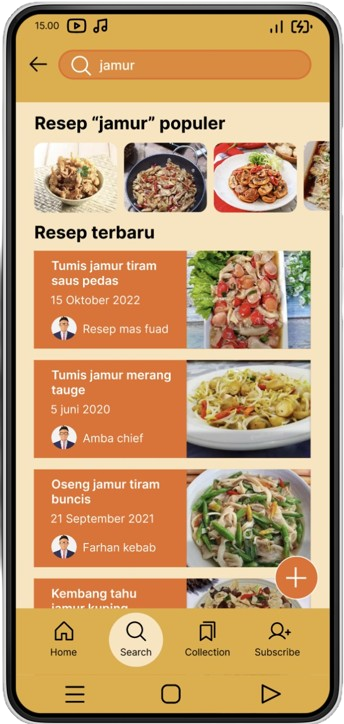 15.00
jamur
Resep “jamur” populer
Resep terbaru
Tumis jamur tiram
saus pedas
15 Oktober 2022
Resep mas fuad
Tumis jamur merang
tauge
5 juni 2020
Amba chief
Oseng jamur tiram
buncis
21 September 2021
Farhan kebab
Kembang tahu
jamur kuning
Home
Search
Collection
Subscribe